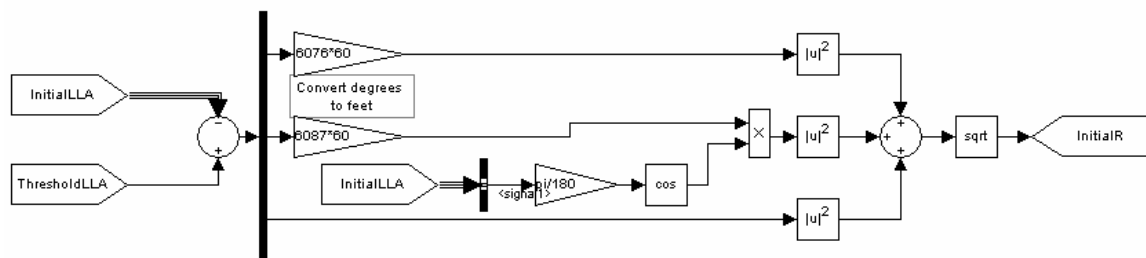 6076*60
|u|²
InitialLLA
Convert degrees
to feet
−
+
6087*60
×
|u|²
+
+
+
sqrt
InitialR
ThresholdLLA
InitialLLA
<signal1>
pi/180
cos
|u|²